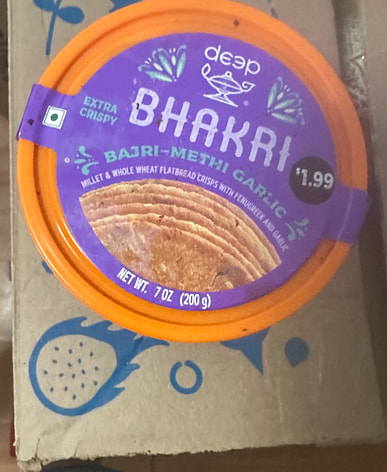 deep
EXTRA
CRISPY
BHAKRI
BAJRI-METHI GARLIC
$1.99
MILLET & WHOLE WHEAT FLATBREAD CRISPS WITH FENUGREEK AND GARLIC
NET WT. 7 OZ (200 g)